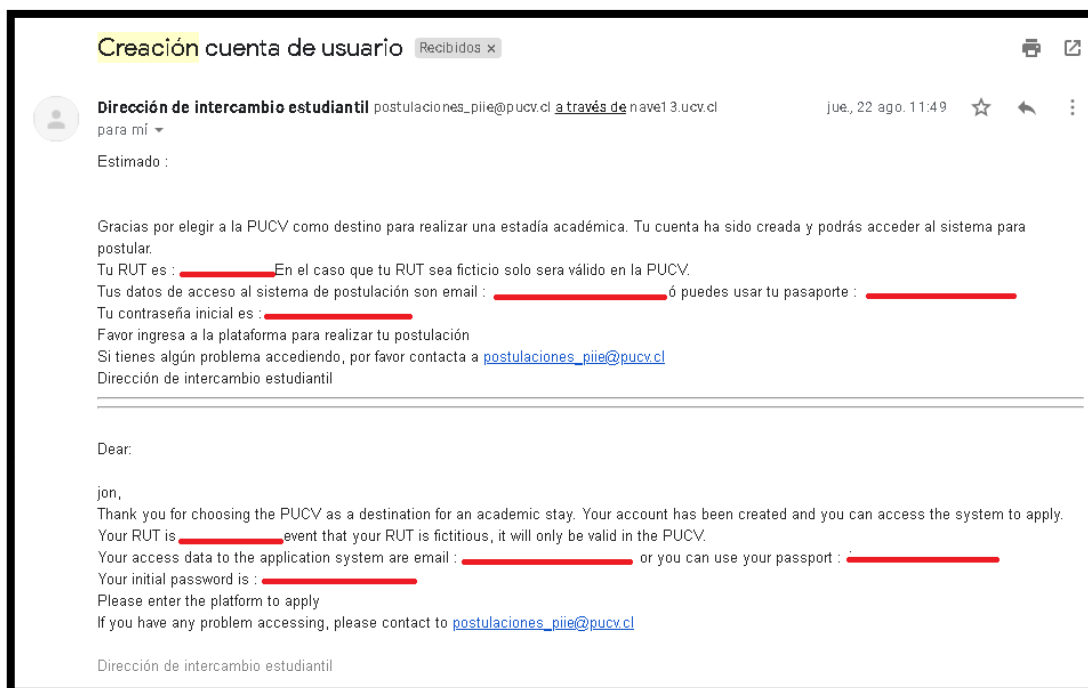 Creación cuenta de usuario Recibidos x
Dirección de intercambio estudiantil postulaciones_piie@pucv.cl a través de nave13.ucv.cl jue., 22 ago. 11:49
para mí
Estimado :
Gracias por elegir a la PUCV como destino para realizar una estadía académica. Tu cuenta ha sido creada y podrás acceder al sistema para
postular.
Tu RUT es : En el caso que tu RUT sea ficticio solo sera válido en la PUCV.
Tus datos de acceso al sistema de postulación son email : ó puedes usar tu pasaporte :
Tu contraseña inicial es :
Favor ingresa a la plataforma para realizar tu postulación
Si tienes algún problema accediendo, por favor contacta a postulaciones_piie@pucv.cl
Dirección de intercambio estudiantil
Dear:
jon,
Thank you for choosing the PUCV as a destination for an academic stay. Your account has been created and you can access the system to apply.
Your RUT is event that your RUT is fictitious, it will only be valid in the PUCV.
Your access data to the application system are email : or you can use your passport :
Your initial password is :
Please enter the platform to apply
If you have any problem accessing, please contact to postulaciones_piie@pucv.cl
Dirección de intercambio estudiantil